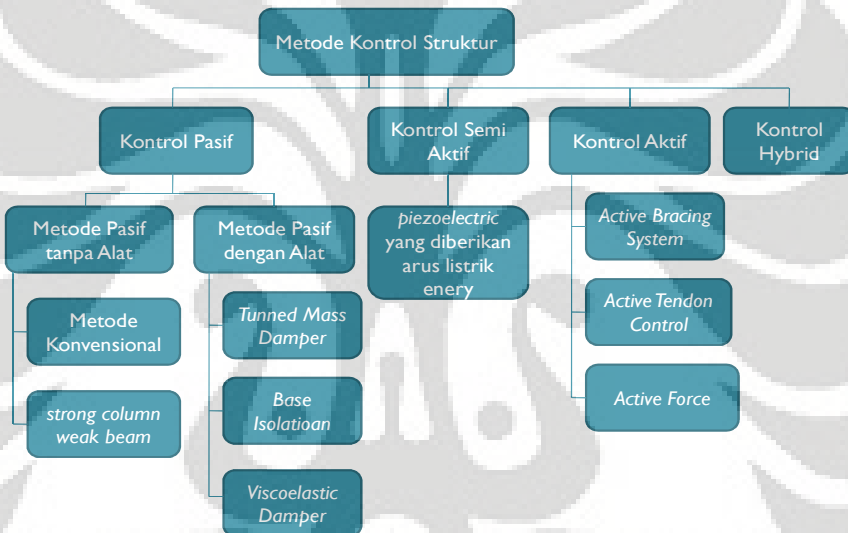 Metode Kontrol Struktur
Kontrol Pasif
Kontrol Semi
Aktif
Kontrol Aktif
Kontrol
Hybrid
Metode Pasif
tanpa Alat
Metode Pasif
dengan Alat
piezoelectric
yang diberikan
arus listrik
enery
Active Bracing
System
Metode
Konvensional
Tunned Mass
Damper
Active Tendon
Control
strong column
weak beam
Base
Isolatioan
Active Force
Viscoelastic
Damper